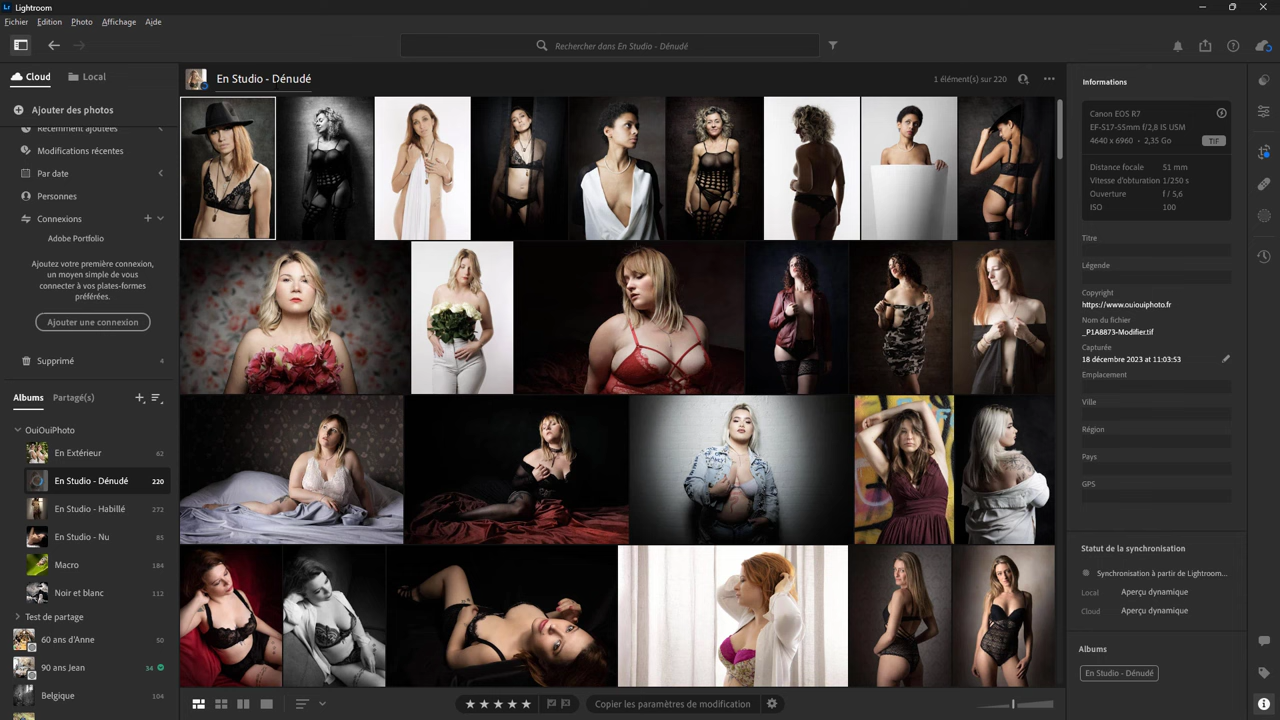 Lr Lightroom
Fichier Edition Photo Affichage Aide
Rechercher dans En Studio - Dénudé
Cloud Local
Ajouter des photos
Récemment ajoutées
Modifications récentes
Par date
Personnes
Connexions
Adobe Portfolio
Ajoutez votre première connexion,
un moyen simple de vous
connecter à vos plates-formes
préférées.
Ajouter une connexion
Supprimé 4
Albums Partagé(s)
OuiOuiPhoto
En Extérieur 62
En Studio - Dénudé 220
En Studio - Habillé 272
En Studio - Nu 85
Macro 184
Noir et blanc 112
Test de partage
60 ans d'Anne 50
90 ans Jean 34
Belgique 104
En Studio - Dénudé
1 élément(s) sur 220
Copier les paramètres de modification
Informations
Canon EOS R7
EF-S17-55mm f/2,8 IS USM
4640 x 6960 • 2,35 Go TIF
Distance focale 51 mm
Vitesse d'obturation 1/250 s
Ouverture f / 5,6
ISO 100
Titre
Légende
Copyright
https://www.ouiouiphoto.fr
Nom du fichier
_P1A8873-Modifier.tif
Capturée
18 décembre 2023 at 11:03:53
Emplacement
Ville
Région
Pays
GPS
Statut de la synchronisation
Synchronisation à partir de Lightroom...
Local Aperçu dynamique
Cloud Aperçu dynamique
Albums
En Studio - Dénudé